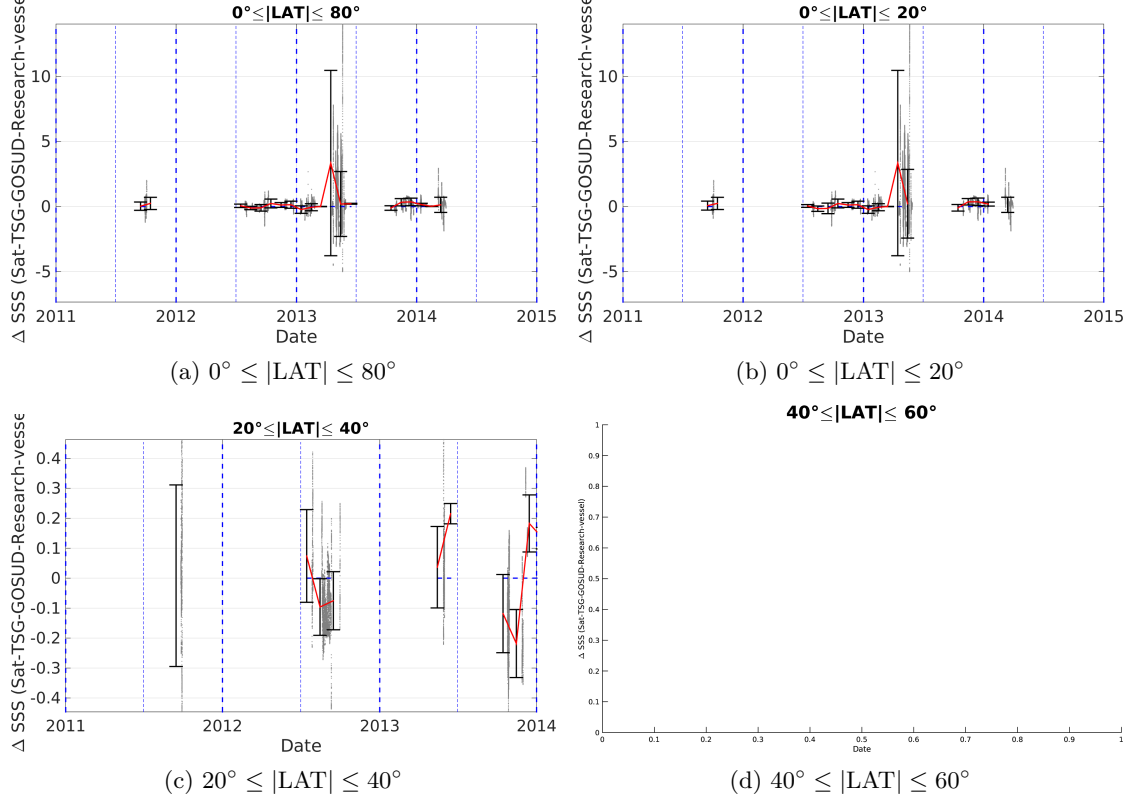 0°≤|LAT|≤ 80°
Δ SSS (Sat-TSG-GOSUD-Research-vesse
10
5
0
-5
2011 2012 2013 2014 2015
Date
(a) 0° ≤ |LAT| ≤ 80°
0°≤|LAT|≤ 20°
Δ SSS (Sat-TSG-GOSUD-Research-vesse
10
5
0
-5
2011 2012 2013 2014 2015
Date
(b) 0° ≤ |LAT| ≤ 20°
20°≤|LAT|≤ 40°
Δ SSS (Sat-TSG-GOSUD-Research-vesse
0.4
0.3
0.2
0.1
0
-0.1
-0.2
-0.3
-0.4
2011 2012 2013 2014
Date
(c) 20° ≤ |LAT| ≤ 40°
40°≤|LAT|≤ 60°
Δ SSS (Sat-TSG-GOSUD-Research-vessel)
1
0.9
0.8
0.7
0.6
0.5
0.4
0.3
0.2
0.1
0
0 0.1 0.2 0.3 0.4 0.5 0.6 0.7 0.8 0.9 1
Date
(d) 40° ≤ |LAT| ≤ 60°